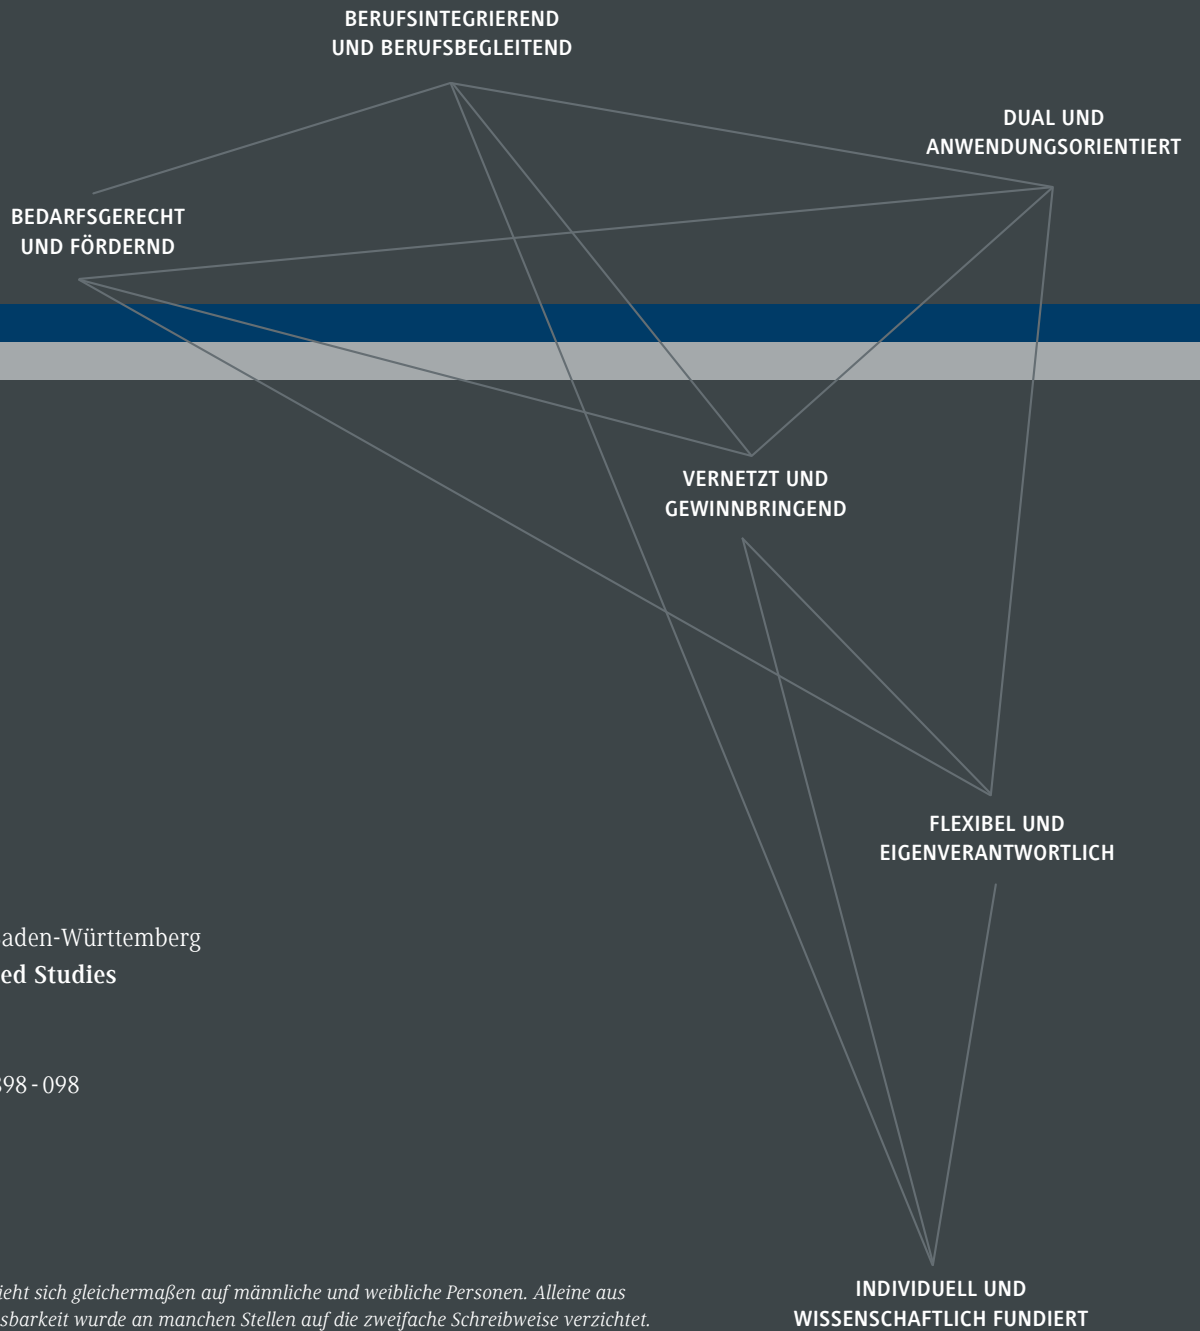 BERUFSINTEGRIEREND
UND BERUFSBEGLEITEND
DUAL UND
ANWENDUNGSORIENTIERT
BEDARFSGERECHT
UND FÖRDERND
VERNETZT UND
GEWINNBRINGEND
FLEXIBEL UND
EIGENVERANTWORTLICH
aden-Württemberg
ed Studies
98 - 098
ieht sich gleichermaßen auf männliche und weibliche Personen. Alleine aus
sbarkeit wurde an manchen Stellen auf die zweifache Schreibweise verzichtet.
INDIVIDUELL UND
WISSENSCHAFTLICH FUNDIERT